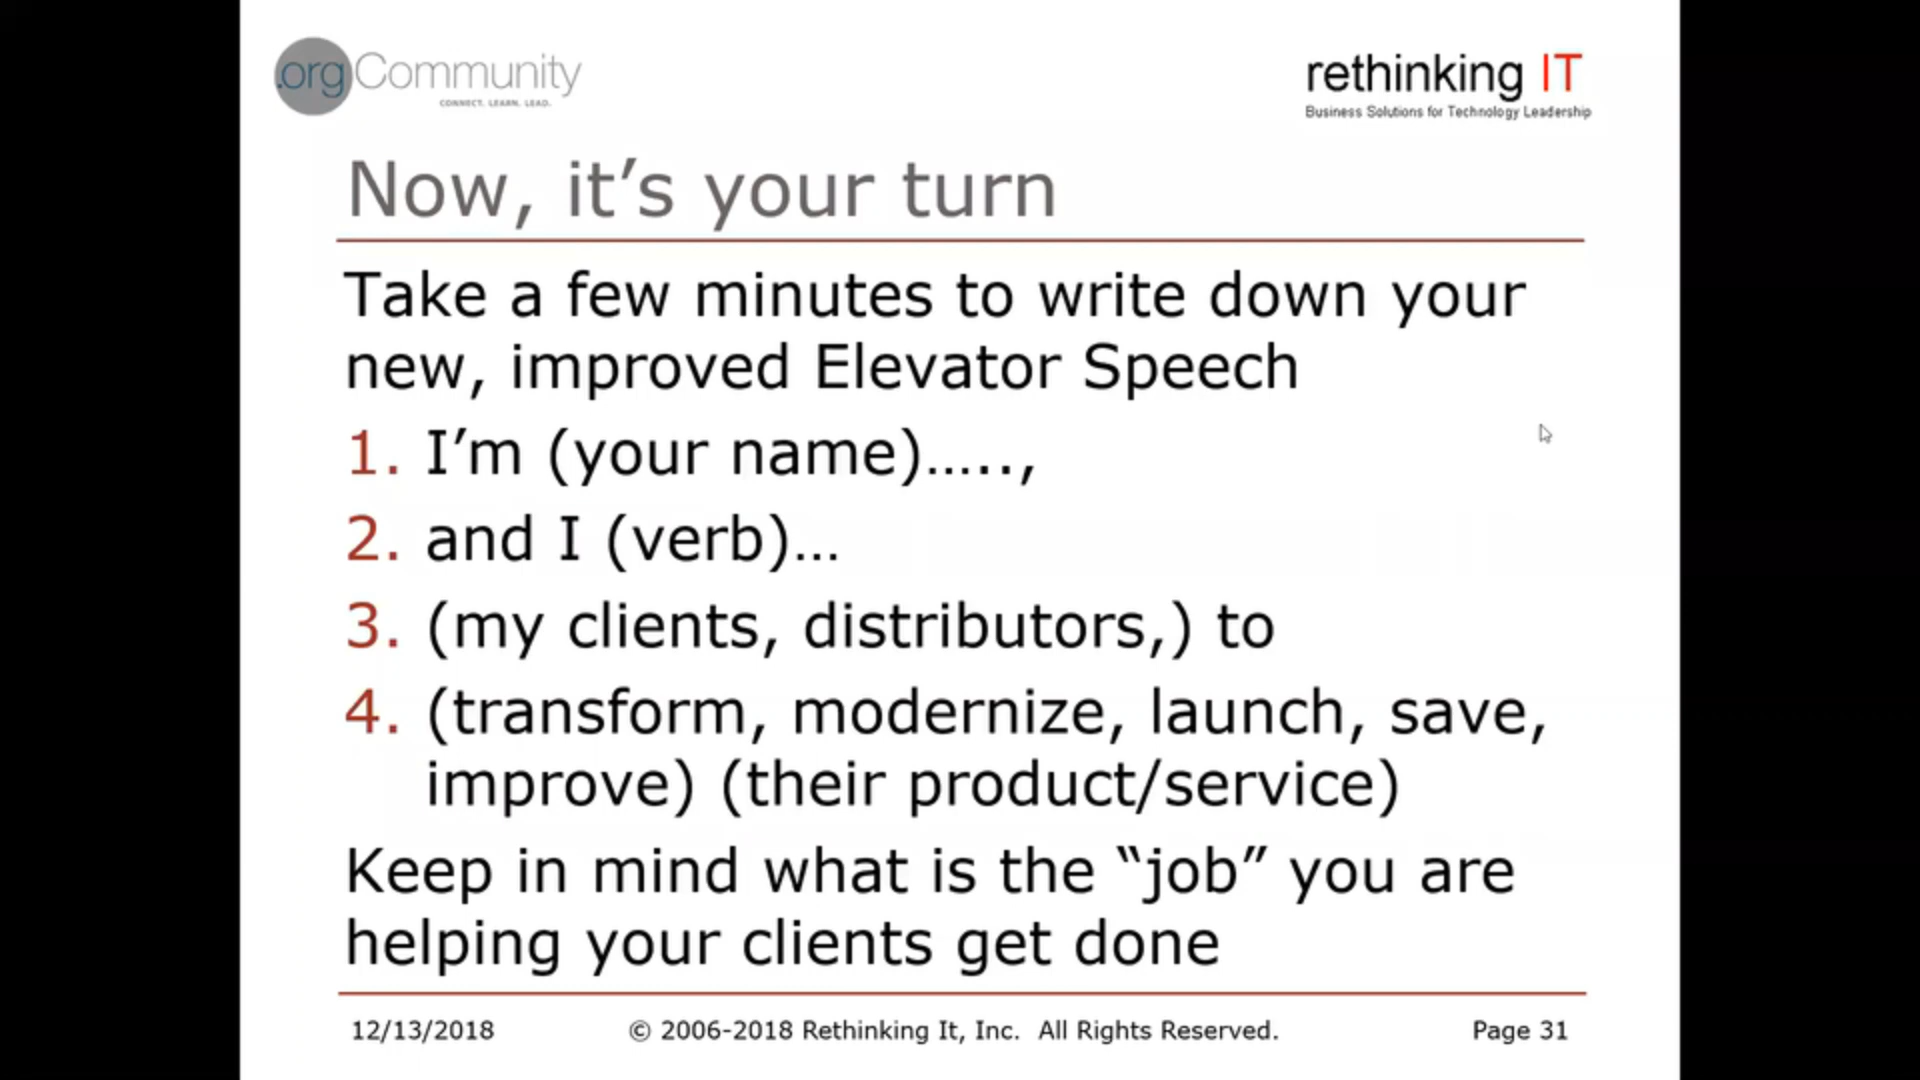 .orgCommunity
CONNECT. LEARN. LEAD.
rethinking IT
Business Solutions for Technology Leadership
Now, it’s your turn
Take a few minutes to write down your
new, improved Elevator Speech
1. I’m (your name)…..,
2. and I (verb)…
3. (my clients, distributors,) to
4. (transform, modernize, launch, save,
improve) (their product/service)
Keep in mind what is the “job” you are
helping your clients get done
12/13/2018
© 2006-2018 Rethinking It, Inc.  All Rights Reserved.
Page 31